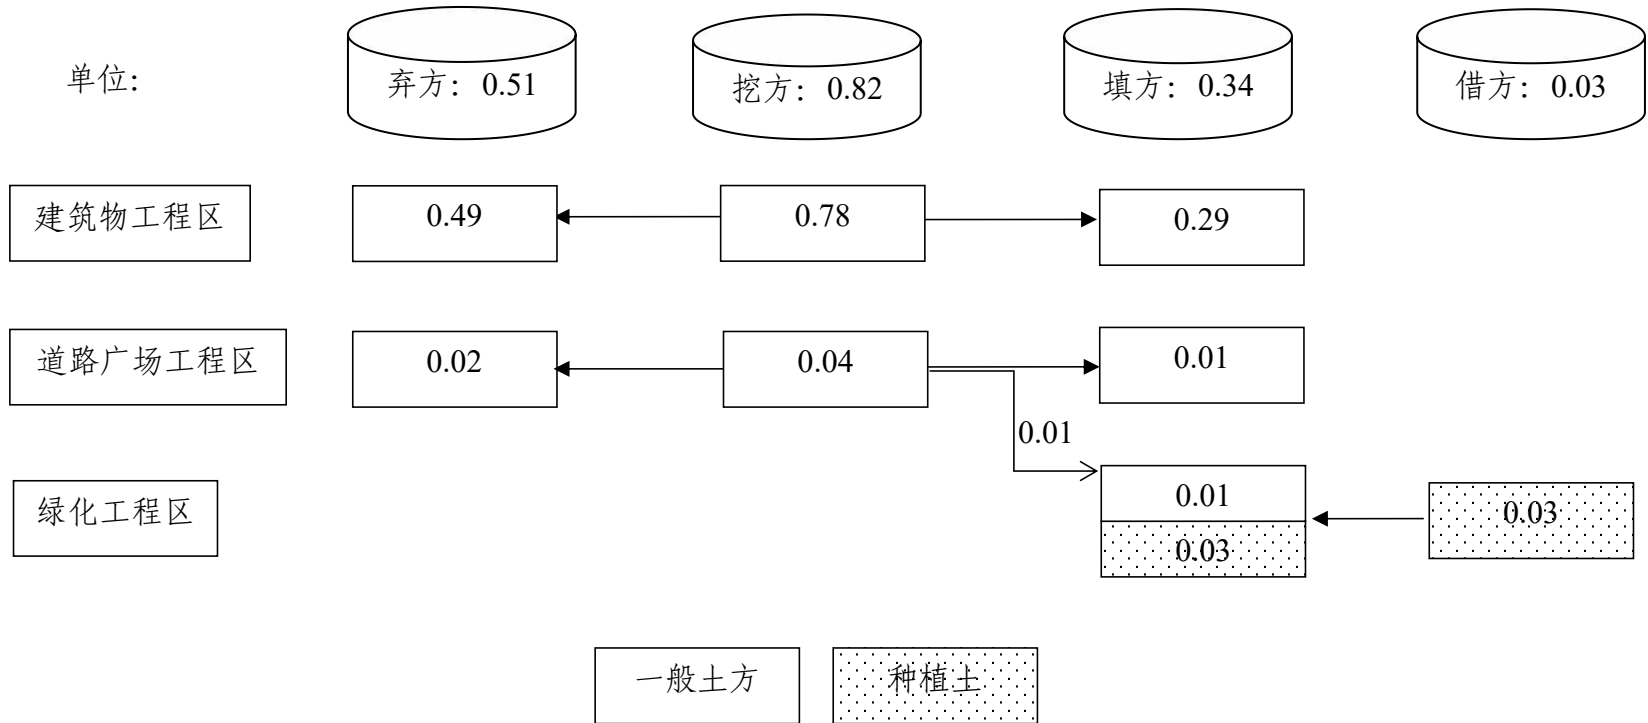 单位：
弃方：0.51
挖方：0.82
填方：0.34
借方：0.03
建筑物工程区
0.49
0.78
0.29
道路广场工程区
0.02
0.04
0.01
0.01
绿化工程区
0.01
0.03
0.03
一般土方
种植土